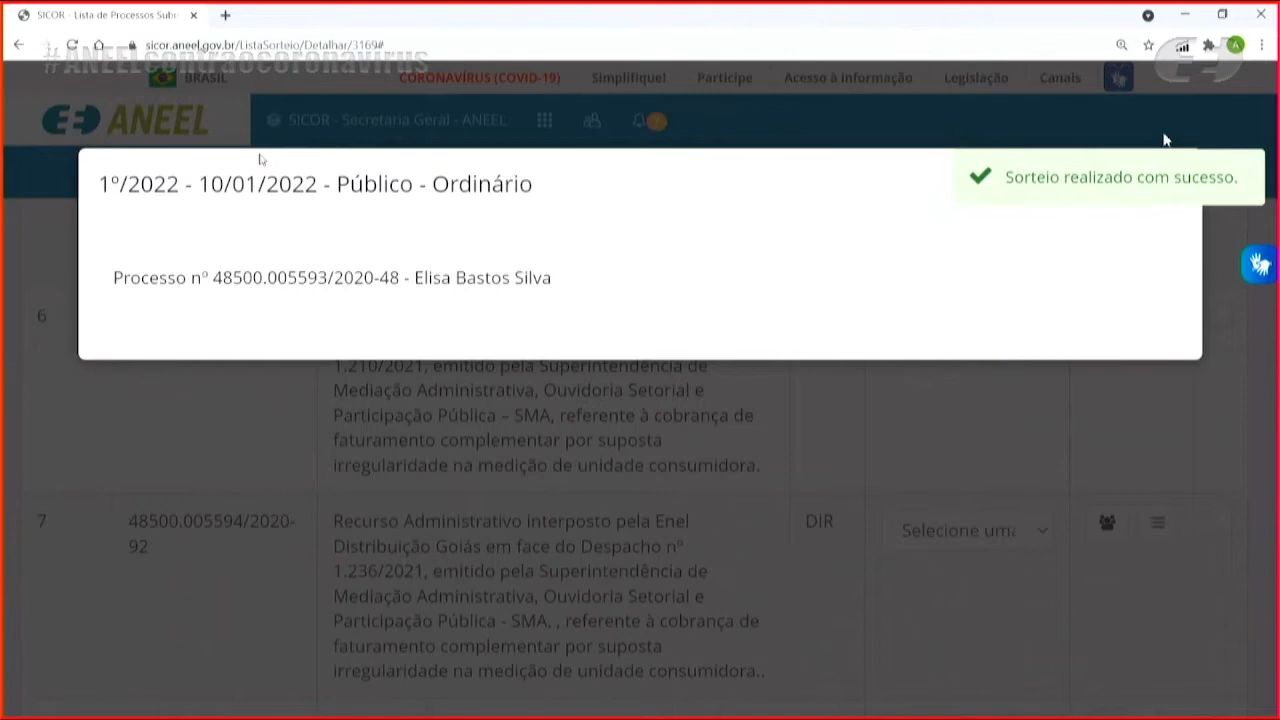 SICOR - Lista de Processos Sub
sicor.aneel.gov.br/ListaSorteio/Detalhar/3169#
A
#ANEELcontraocoronavirus
BRASIL
CORONAVÍRUS (COVID-19)
Simplifique!
Participe
Acesso à informação
Legislação
Canais
ANEEL
SICOR - Secretaria Geral - ANEEL
1º/2022 - 10/01/2022 - Público - Ordinário
Sorteio realizado com sucesso.
Processo nº 48500.005593/2020-48 - Elisa Bastos Silva
6
1.210/2021, emitido pela Superintendência de
Mediação Administrativa, Ouvidoria Setorial e
Participação Pública – SMA, referente à cobrança de
faturamento complementar por suposta
irregularidade na medição de unidade consumidora.
7
48500.005594/2020-
92
Recurso Administrativo interposto pela Enel
Distribuição Goiás em face do Despacho nº
1.236/2021, emitido pela Superintendência de
Mediação Administrativa, Ouvidoria Setorial e
Participação Pública - SMA, , referente à cobrança de
faturamento complementar por suposta
irregularidade na medição de unidade consumidora..
DIR
Selecione uma